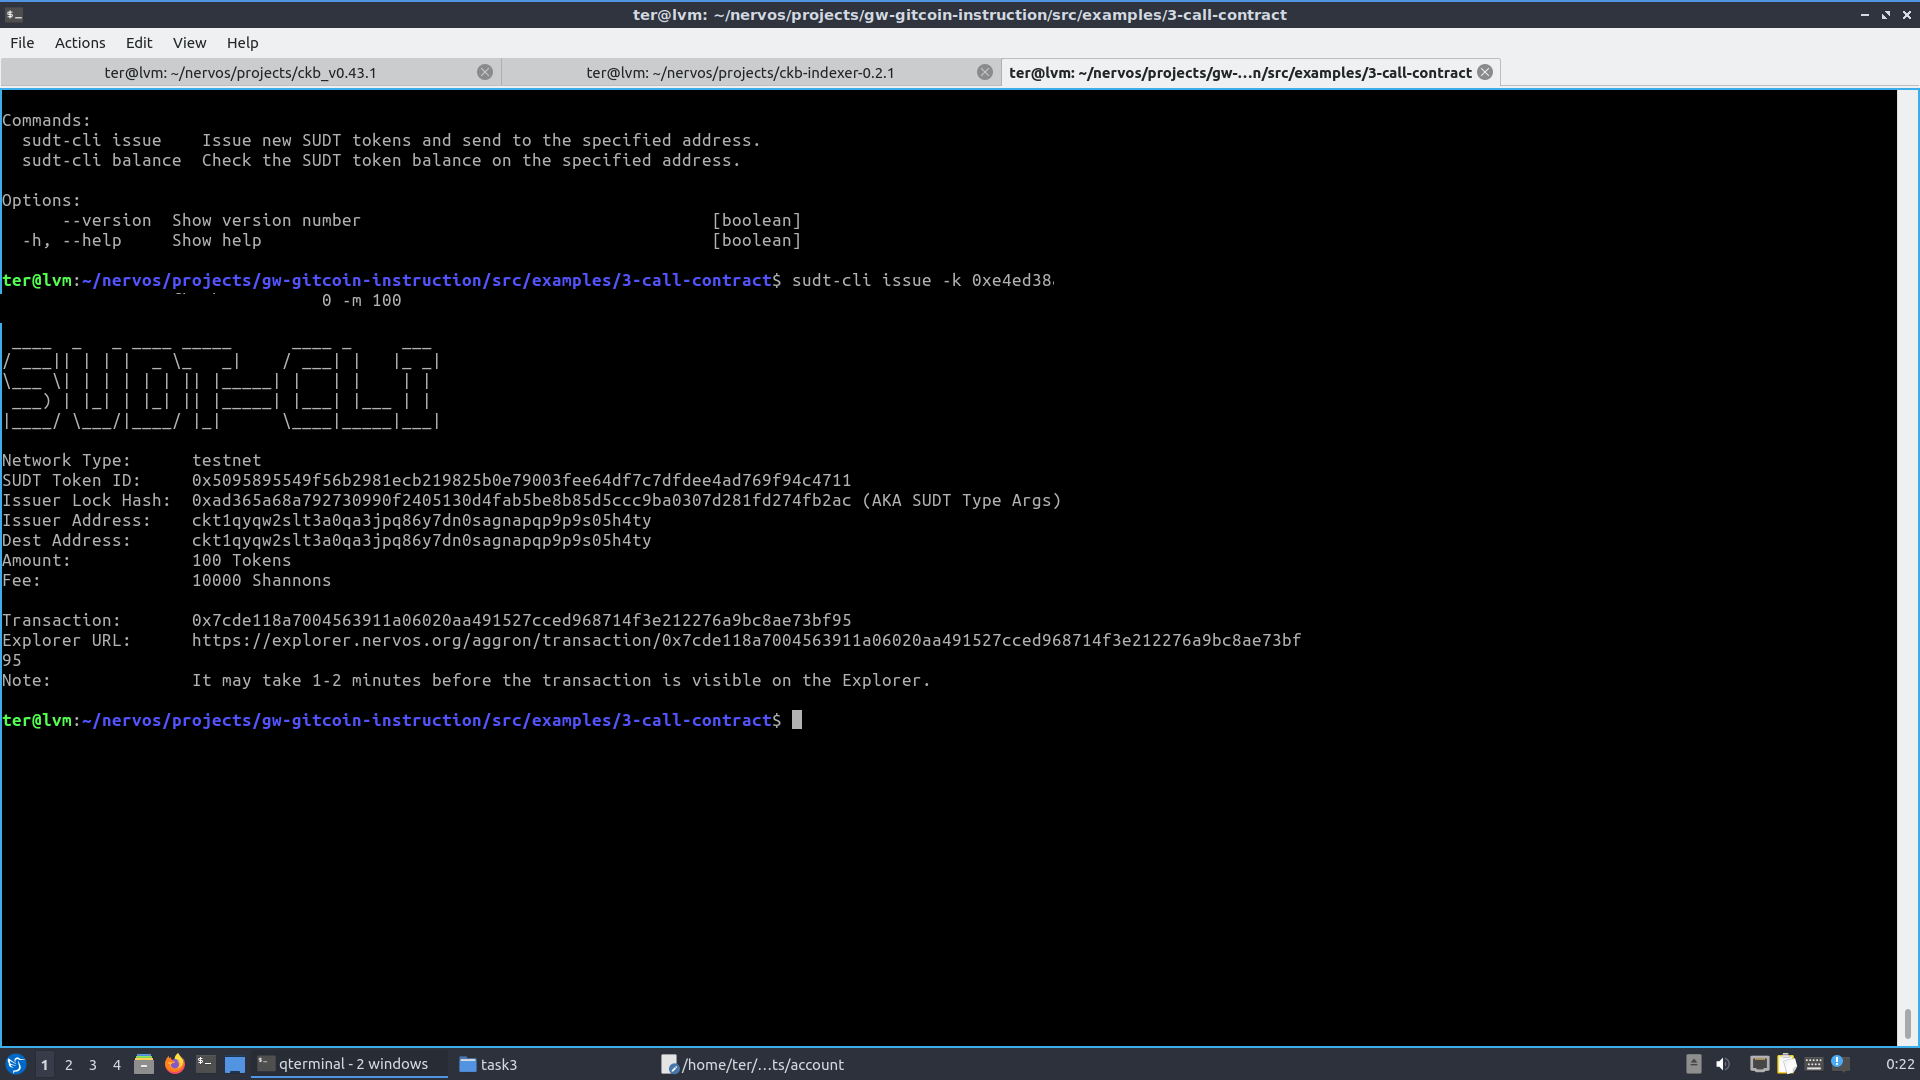 ter@lvm: ~/nervos/projects/gw-gitcoin-instruction/src/examples/3-call-contract
File Actions Edit View Help
ter@lvm: ~/nervos/projects/ckb_v0.43.1
ter@lvm: ~/nervos/projects/ckb-indexer-0.2.1
ter@lvm: ~/nervos/projects/gw-...n/src/examples/3-call-contract
Commands:
sudt-cli issue Issue new SUDT tokens and send to the specified address.
sudt-cli balance Check the SUDT token balance on the specified address.
Options:
--version Show version number [boolean]
-h, --help Show help [boolean]
ter@lvm:~/nervos/projects/gw-gitcoin-instruction/src/examples/3-call-contract$ sudt-cli issue -k 0xe4ed38
0 -m 100
SUDT-CLI
Network Type: testnet
SUDT Token ID: 0x5095895549f56b2981ecb219825b0e79003fee64df7c7dfdee4ad769f94c4711
Issuer Lock Hash: 0xad365a68a792730990f2405130d4fab5be8b85d5ccc9ba0307d281fd274fb2ac (AKA SUDT Type Args)
Issuer Address: ckt1qyqw2slt3a0qa3jpq86y7dn0sagnapqp9p9s05h4ty
Dest Address: ckt1qyqw2slt3a0qa3jpq86y7dn0sagnapqp9p9s05h4ty
Amount: 100 Tokens
Fee: 10000 Shannons
Transaction: 0x7cde118a7004563911a06020aa491527cced968714f3e212276a9bc8ae73bf95
Explorer URL: https://explorer.nervos.org/aggron/transaction/0x7cde118a7004563911a06020aa491527cced968714f3e212276a9bc8ae73bf
95
Note: It may take 1-2 minutes before the transaction is visible on the Explorer.
ter@lvm:~/nervos/projects/gw-gitcoin-instruction/src/examples/3-call-contract$
1 2 3 4 qterminal - 2 windows task3 /home/ter/...ts/account 0:22